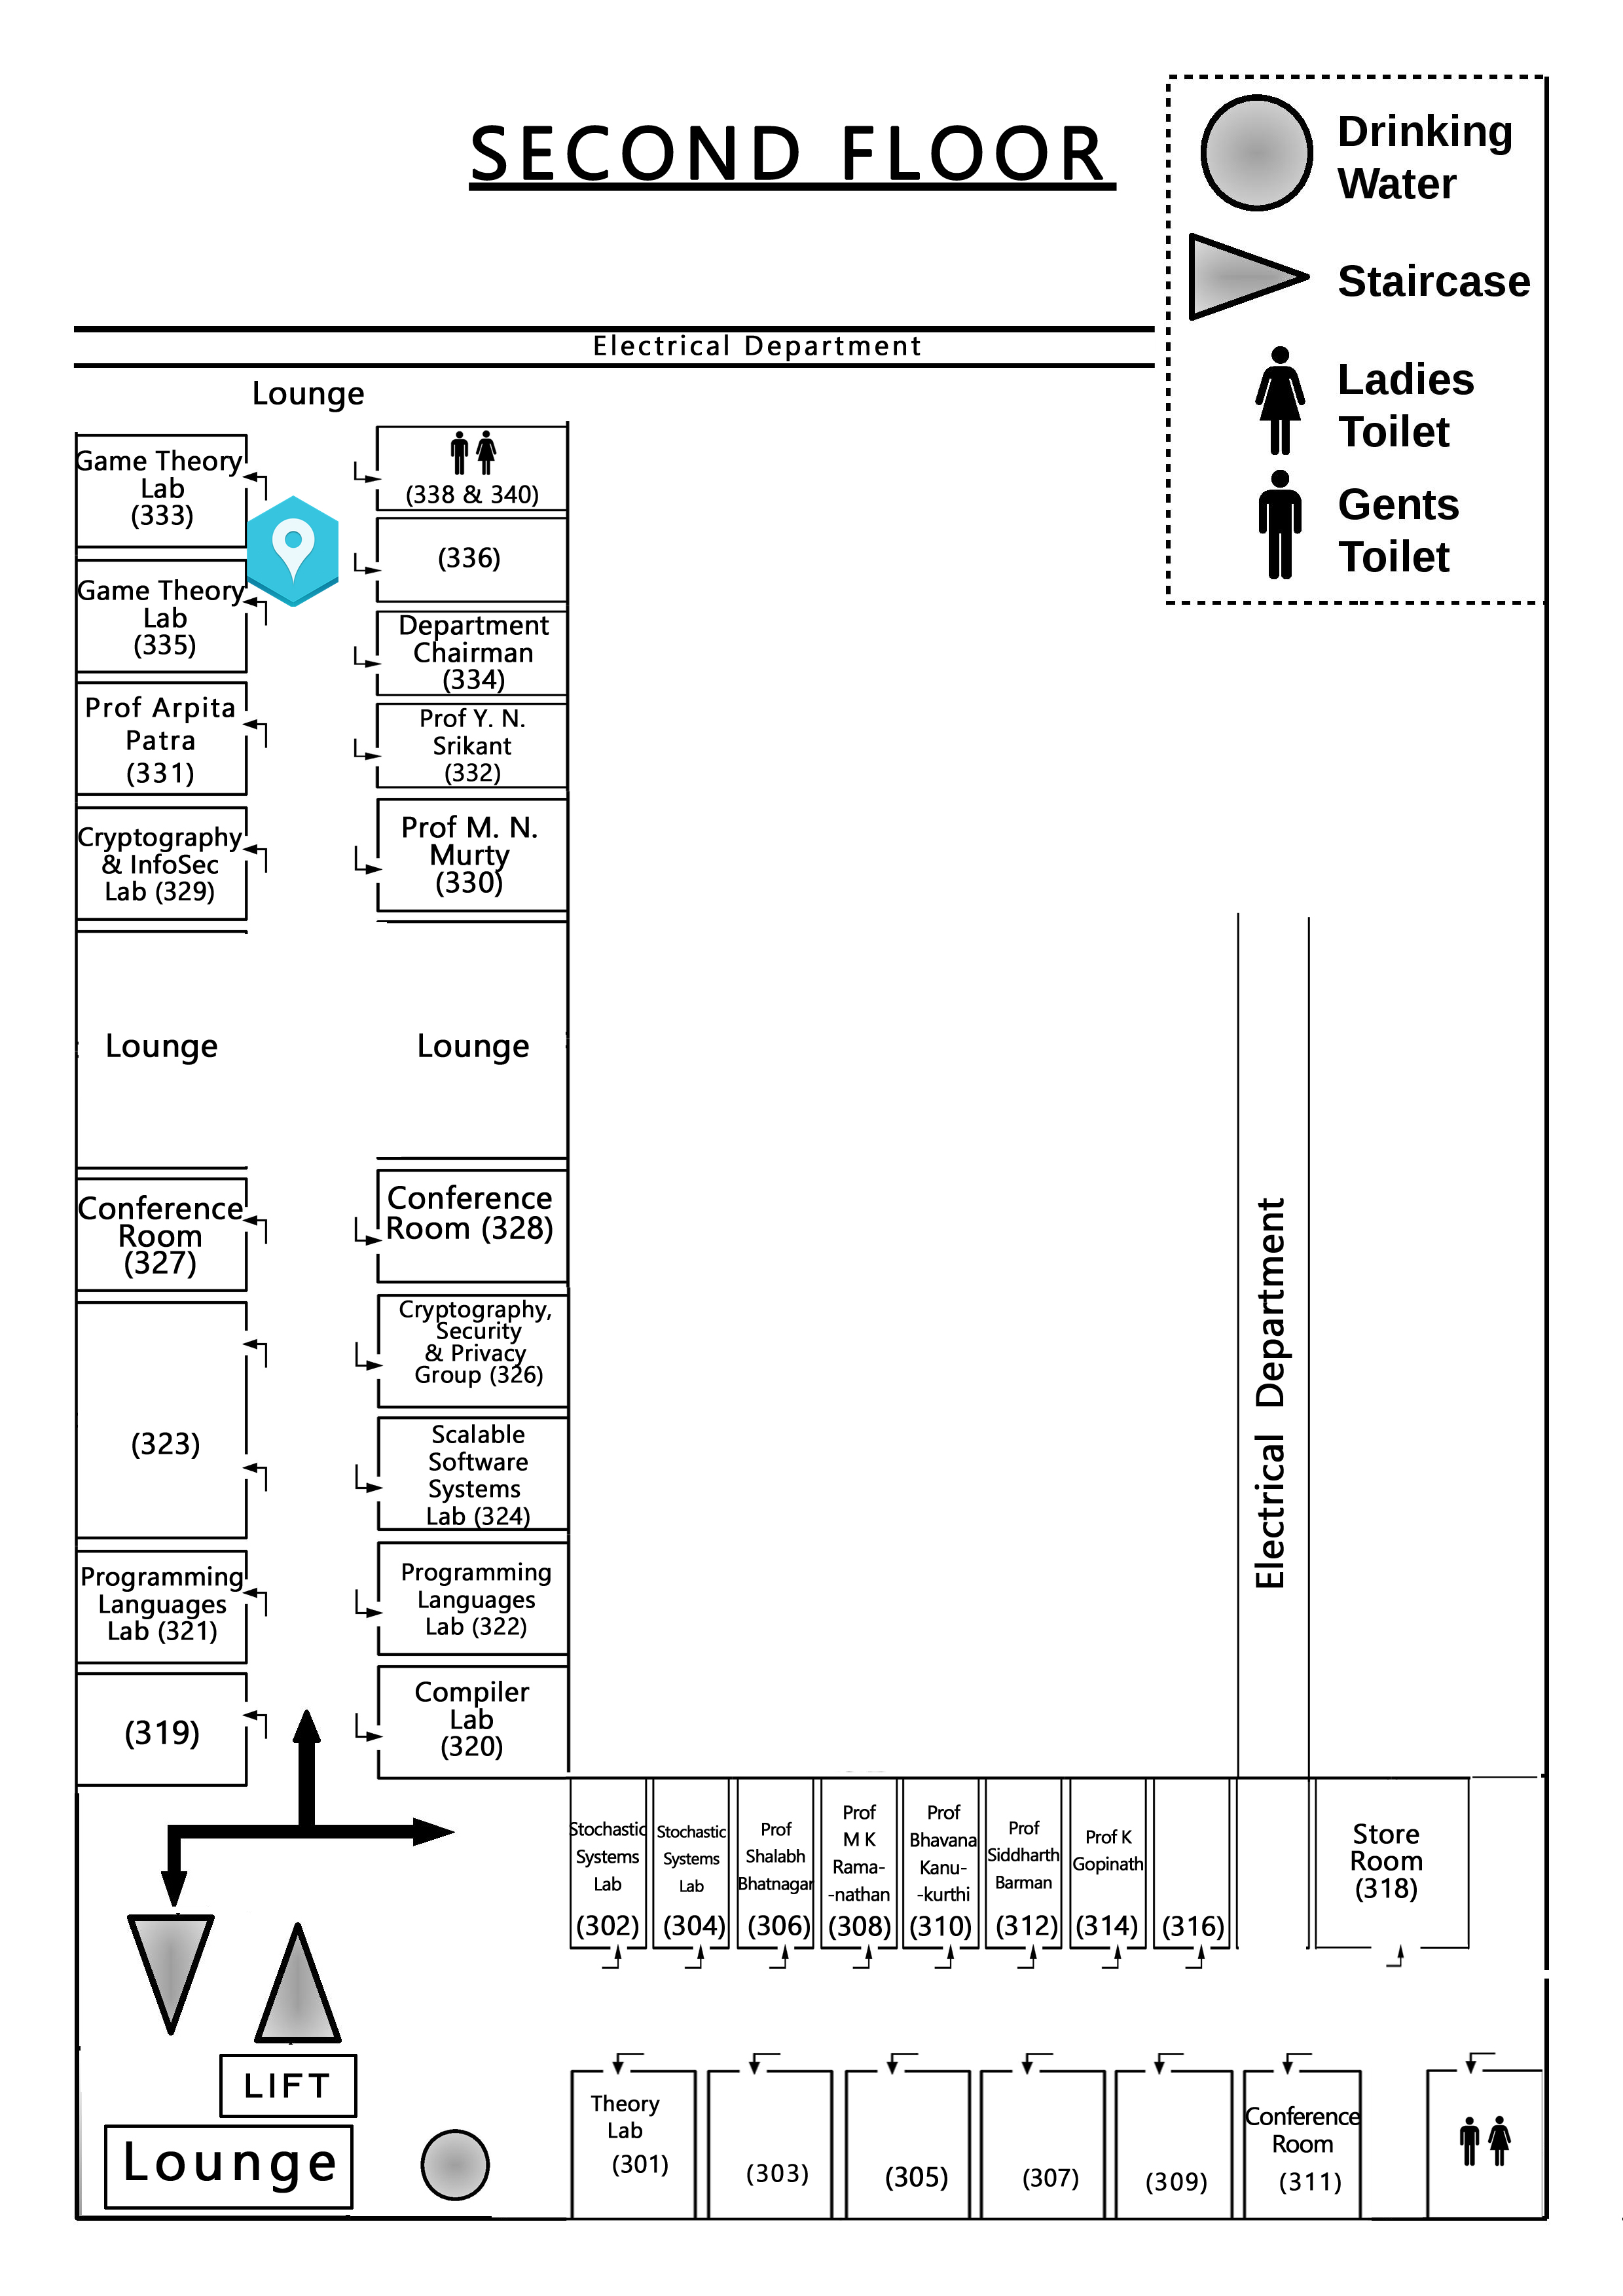 SECOND FLOOR
Drinking
Water
Staircase
Ladies
Toilet
Gents
Toilet
Electrical Department
Lounge
Game Theory
Lab
(333)
(338 & 340)
(336)
Game Theory
Lab
(335)
Department
Chairman
(334)
Prof Arpita
Patra
(331)
Prof Y. N.
Srikant
(332)
Cryptography
& InfoSec
Lab (329)
Prof M. N.
Murty
(330)
Lounge
Lounge
Conference
Room
(327)
Conference
Room (328)
(323)
Cryptography,
Security
& Privacy
Group (326)
Scalable
Software
Systems
Lab (324)
Programming
Languages
Lab (321)
Programming
Languages
Lab (322)
(319)
Compiler
Lab
(320)
Electrical Department
Stochastic
Systems
Lab
(302)
Stochastic
Systems
Lab
(304)
Prof
Shalabh
Bhatnagar
(306)
Prof
M K
Rama-
-nathan
(308)
Prof
Bhavana
Kanu-
-kurthi
(310)
Prof
Siddharth
Barman
(312)
Prof K
Gopinath
(314)
(316)
Store
Room
(318)
LIFT
Lounge
Theory
Lab
(301)
(303)
(305)
(307)
(309)
Conference
Room
(311)